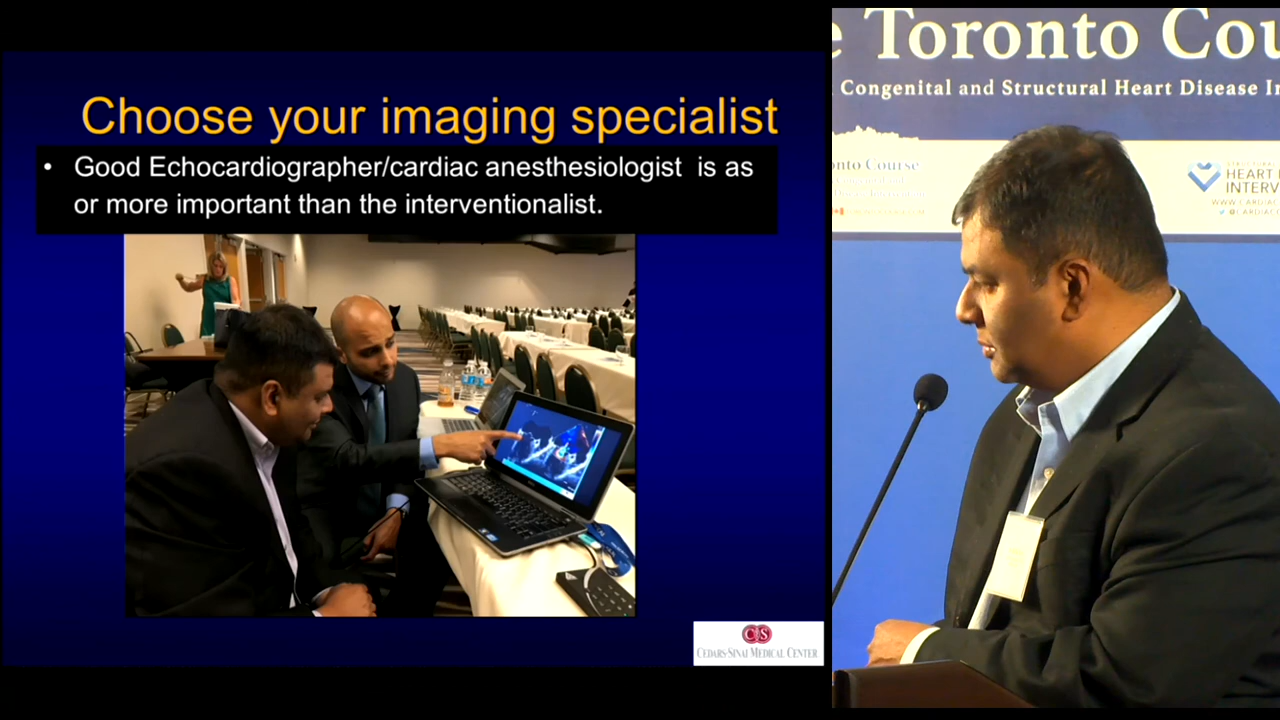 Choose your imaging specialist
• Good Echocardiographer/cardiac anesthesiologist is as
or more important than the interventionalist.
CS
CEDARS-SINAI MEDICAL CENTER
e Toronto Cou
Congenital and Structural Heart Disease In
onto Course
HEART
INTERV
WWW.CARDIAC